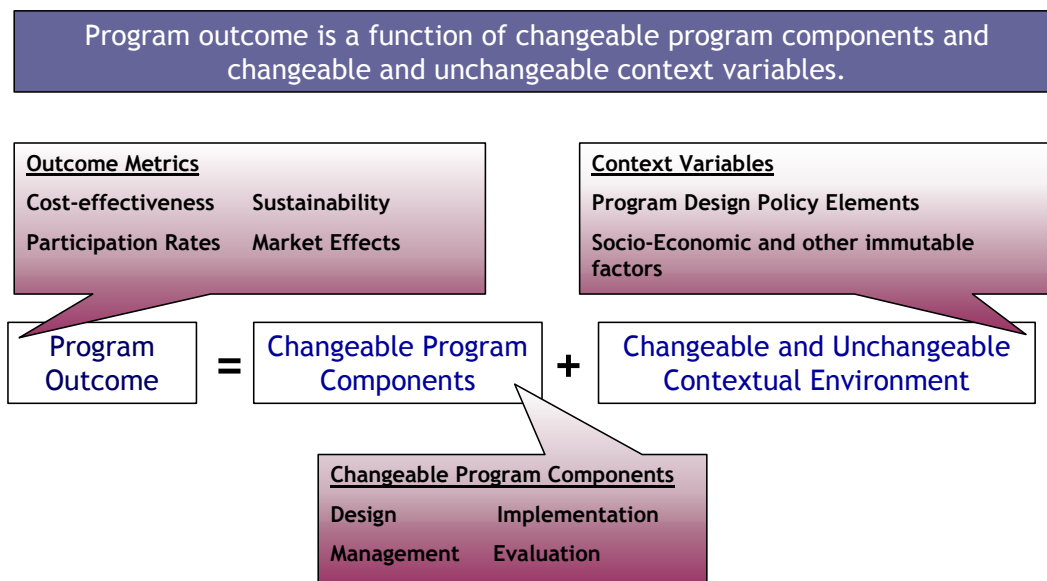 Program outcome is a function of changeable program components and
changeable and unchangeable context variables.
Outcome Metrics
Cost-effectiveness Sustainability
Participation Rates Market Effects
Context Variables
Program Design Policy Elements
Socio-Economic and other immutable
factors
Program
Outcome
=
Changeable Program
Components
+
Changeable and Unchangeable
Contextual Environment
Changeable Program Components
Design Implementation
Management Evaluation